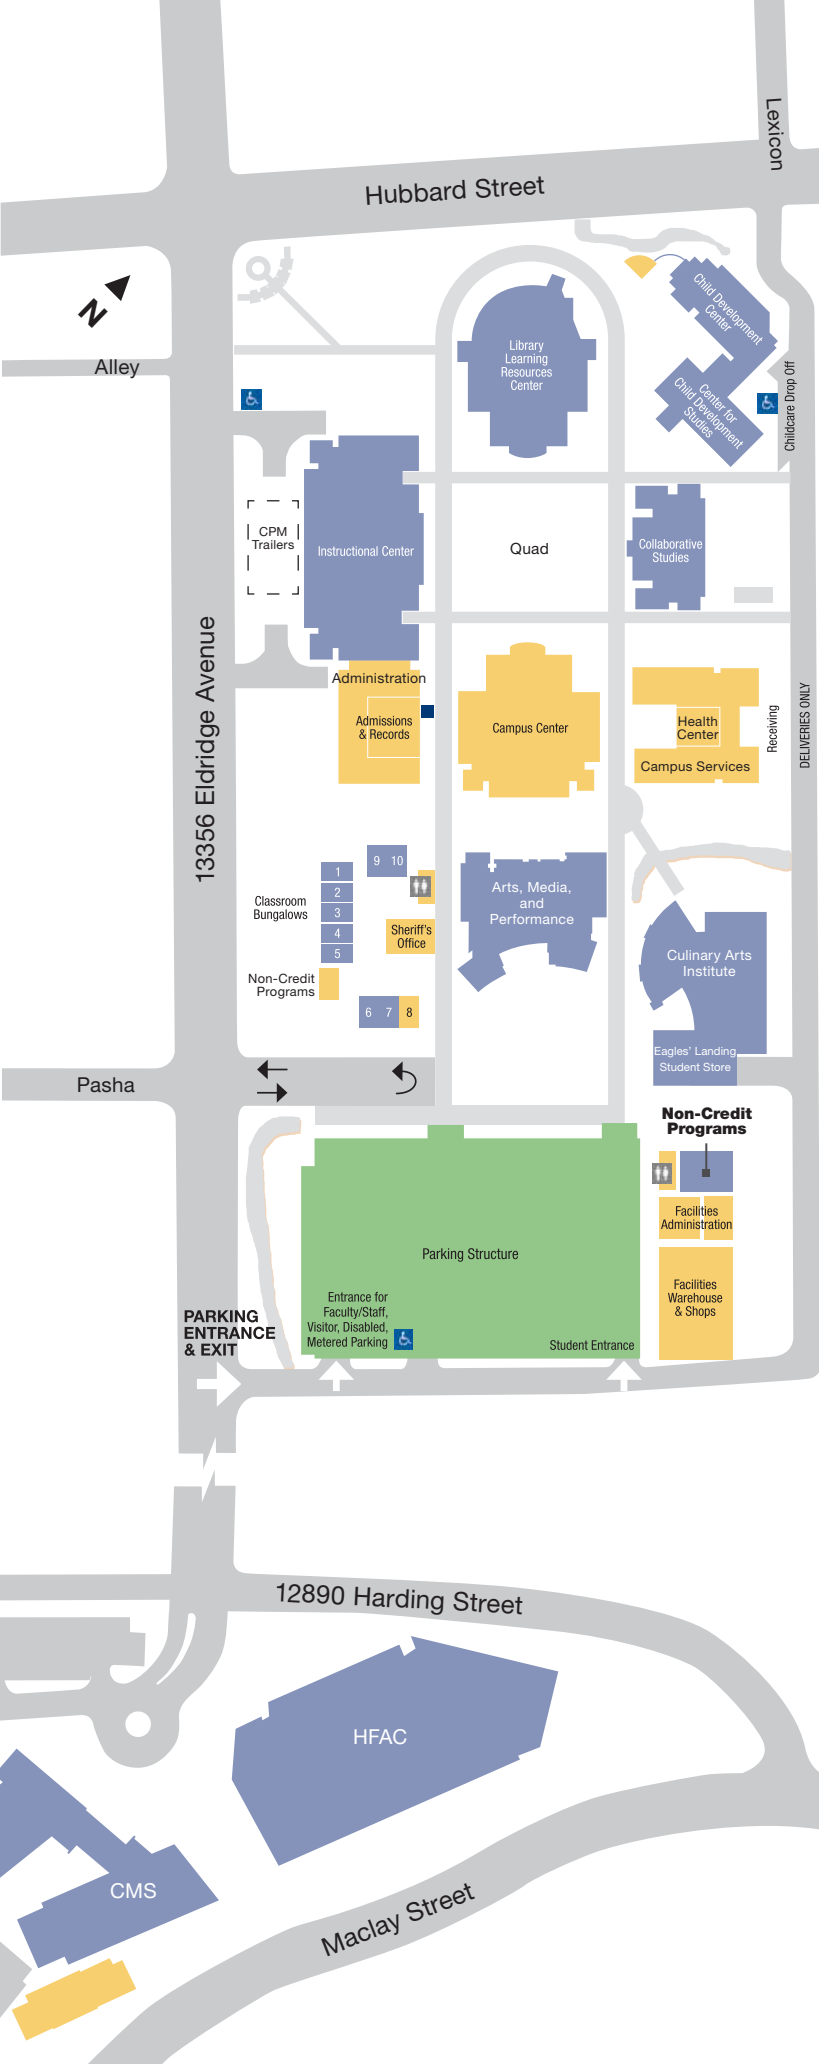 Lexicon
Hubbard Street
N
Alley
Child Development
Center
Library
Learning
Resources
Center
Center for
Child Development
Studies
Childcare Drop Off
CPM
Trailers
Instructional Center
Quad
Collaborative
Studies
13356 Eldridge Avenue
Administration
Admissions
& Records
Campus Center
Health
Center
Campus Services
Receiving
DELIVERIES ONLY
9 10
1
2
3
4
5
Classroom
Bungalows
Sheriff's
Office
Non-Credit
Programs
6 7 8
Arts, Media,
and
Performance
Culinary Arts
Institute
Eagles' Landing
Student Store
Pasha
Non-Credit
Programs
Facilities
Administration
Parking Structure
Facilities
Warehouse
& Shops
Entrance for
Faculty/Staff,
Visitor, Disabled,
Metered Parking
Student Entrance
PARKING
ENTRANCE
& EXIT
12890 Harding Street
HFAC
CMS
Maclay Street